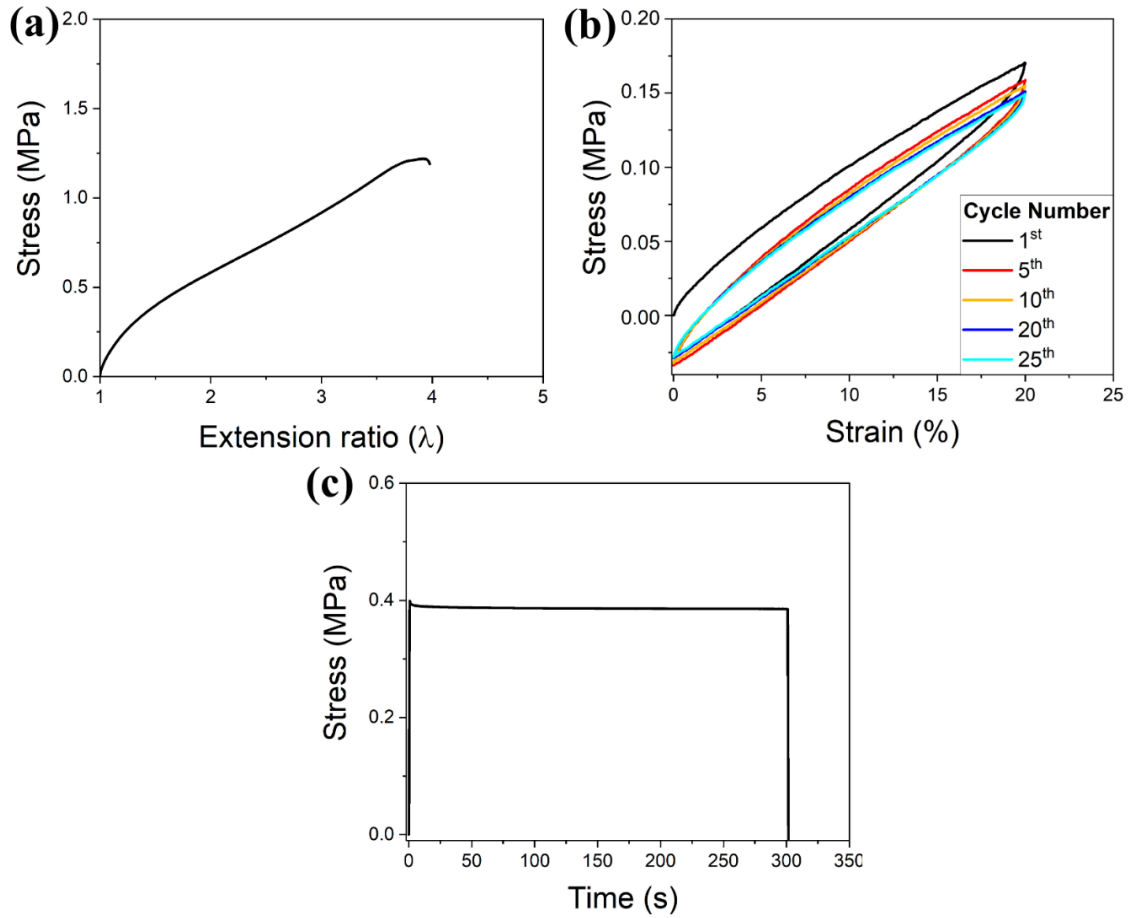 (a)
2.0
1.5
1.0
0.5
0.0
Stress (MPa)
1
2
3
4
5
Extension ratio (λ)
(b)
0.20
0.15
0.10
0.05
0.00
Stress (MPa)
0
5
10
15
20
25
Strain (%)
Cycle Number
1st
5th
10th
20th
25th
(c)
0.6
0.4
0.2
0.0
Stress (MPa)
0
50
100
150
200
250
300
350
Time (s)